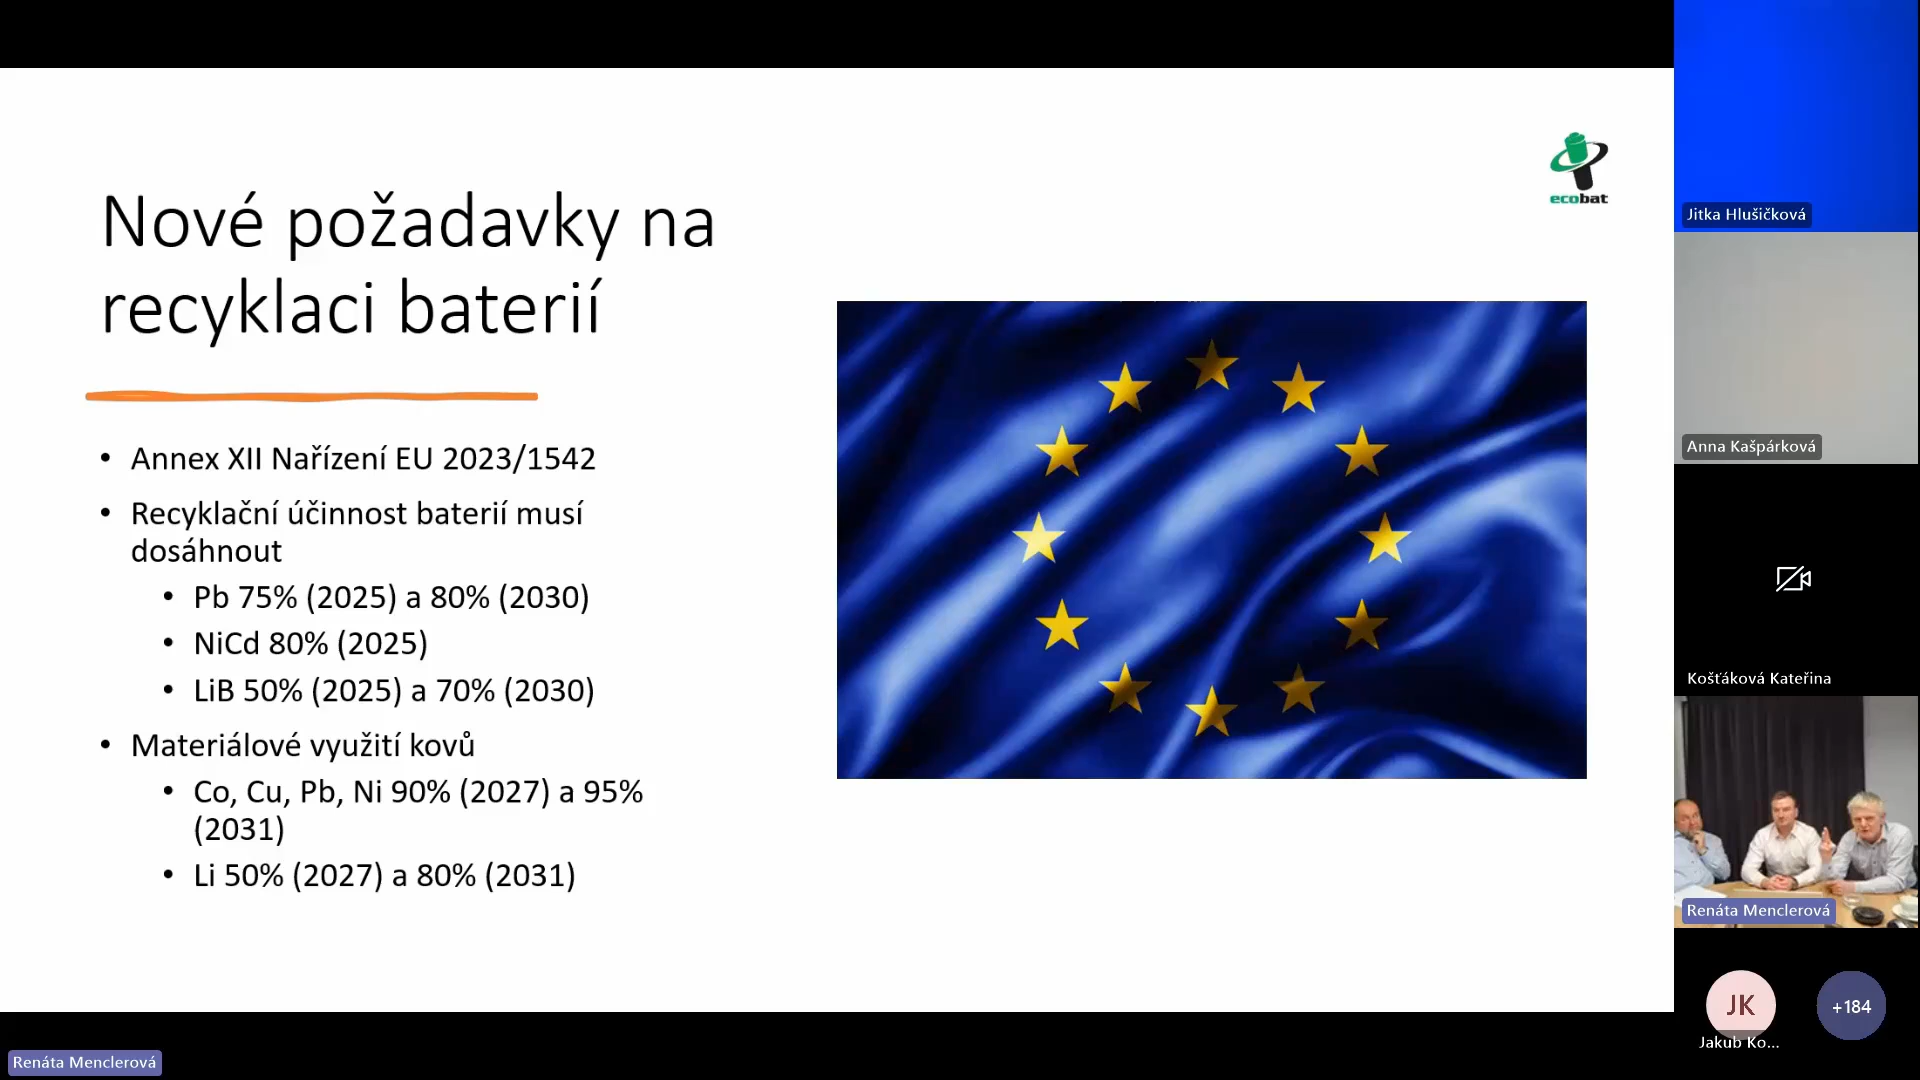 ecobat
Nové požadavky na
recyklaci baterií
• Annex XII Nařízení EU 2023/1542
• Recyklační účinnost baterií musí
dosáhnout
• Pb 75% (2025) a 80% (2030)
• NiCd 80% (2025)
• LiB 50% (2025) a 70% (2030)
• Materiálové využití kovů
• Co, Cu, Pb, Ni 90% (2027) a 95%
(2031)
• Li 50% (2027) a 80% (2031)
Jitka Hlušičková
Anna Kašpárková
Košťáková Kateřina
Renáta Menclerová
JK
+184
Jakub Ko...
Renáta Menclerová